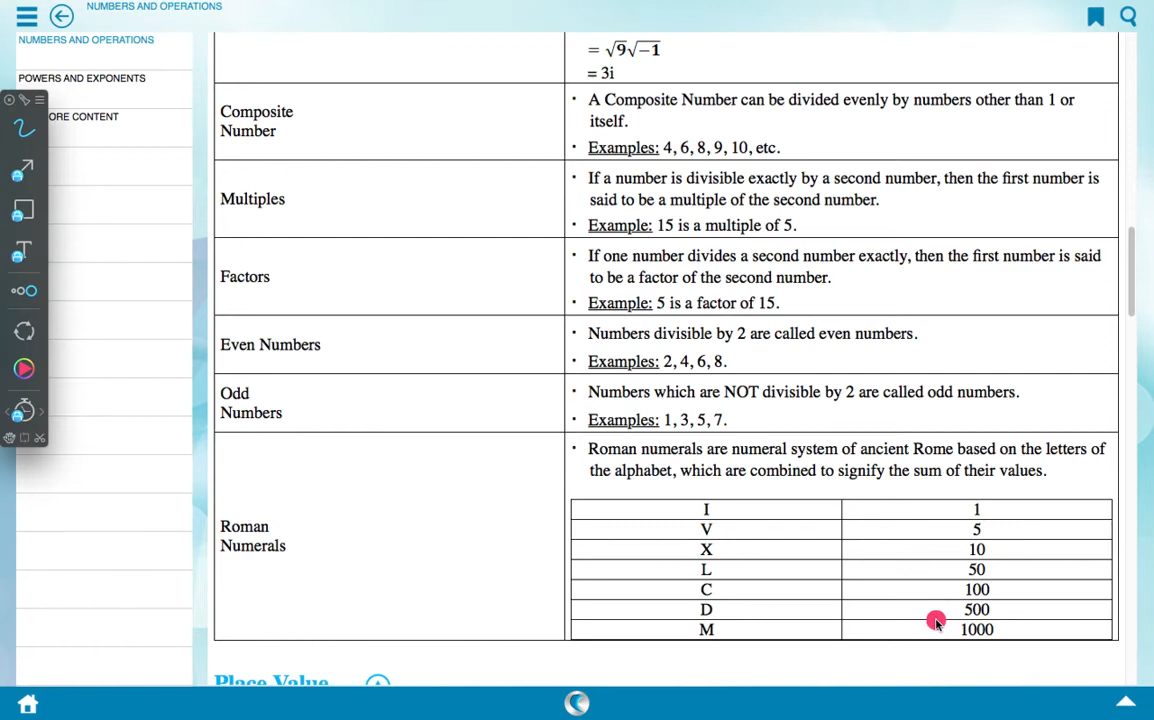 NUMBERS AND OPERATIONS
NUMBERS AND OPERATIONS
POWERS AND EXPONENTS
ORE CONTENT
= √9√−1
= 3i
Composite
Number
· A Composite Number can be divided evenly by numbers other than 1 or
itself.
· Examples: 4, 6, 8, 9, 10, etc.
Multiples
· If a number is divisible exactly by a second number, then the first number is
said to be a multiple of the second number.
· Example: 15 is a multiple of 5.
Factors
· If one number divides a second number exactly, then the first number is said
to be a factor of the second number.
· Example: 5 is a factor of 15.
Even Numbers
· Numbers divisible by 2 are called even numbers.
· Examples: 2, 4, 6, 8.
Odd
Numbers
· Numbers which are NOT divisible by 2 are called odd numbers.
· Examples: 1, 3, 5, 7.
Roman
Numerals
· Roman numerals are numeral system of ancient Rome based on the letters of
the alphabet, which are combined to signify the sum of their values.
I 1
V 5
X 10
L 50
C 100
D 500
M 1000
Place Value